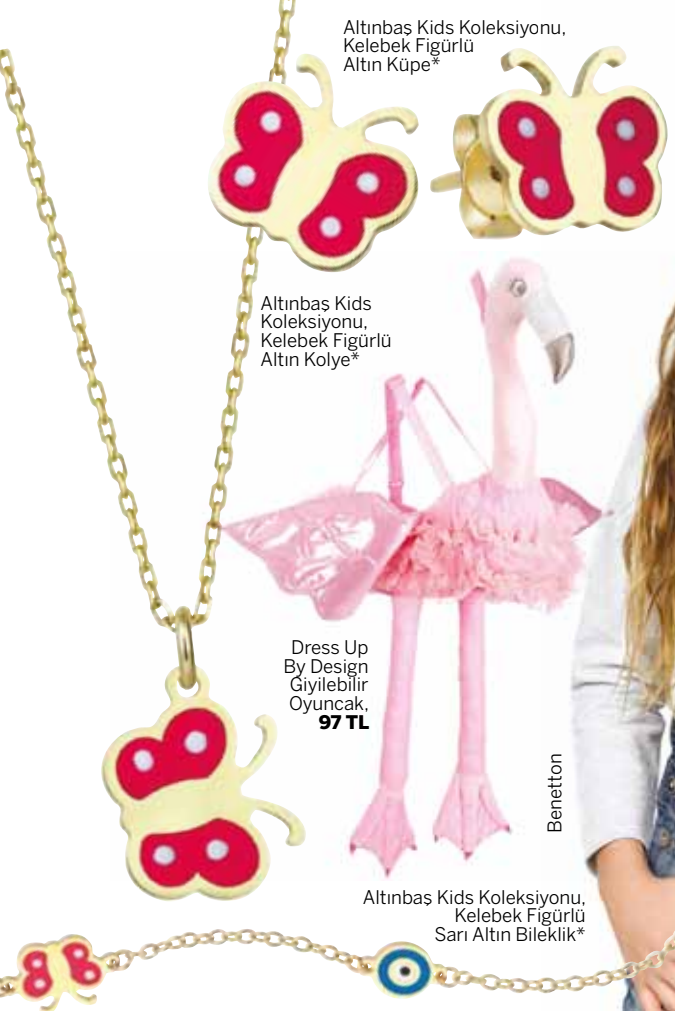 Altınbaş Kids Koleksiyonu,
Kelebek Figürlü
Altın Küpe*
Altınbaş Kids
Koleksiyonu,
Kelebek Figürlü
Altın Kolye*
Dress Up
By Design
Giyilebilir
Oyuncak,
97 TL
Benetton
Altınbaş Kids Koleksiyonu,
Kelebek Figürlü
Sarı Altın Bileklik*